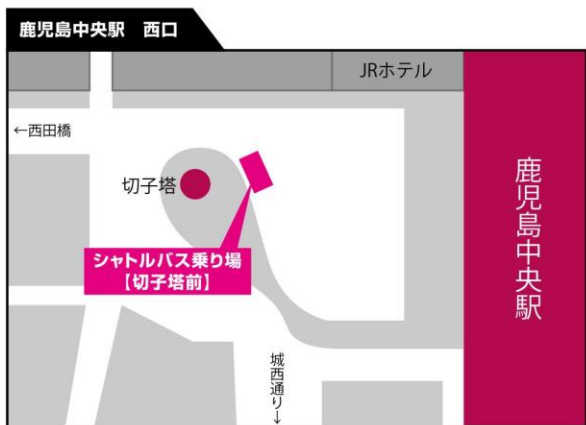 鹿児島中央駅　西口
JRホテル
←西田橋
切子塔
シャトルバス乗り場
【切子塔前】
鹿児島中央駅
城西通り→